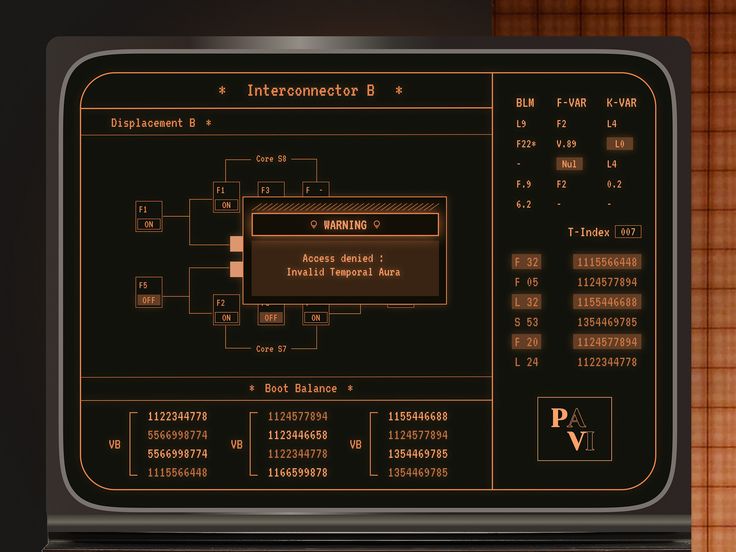 * Interconnector B *
Displacement B *
Core S8
F1
ON
F3
F -
F1
ON
WARNING
Access denied :
Invalid Temporal Aura
F5
OFF
F2
ON
OFF
ON
Core S7
* Boot Balance *
VB
1122344778
5566998774
5566998774
1115566448
VB
1124577894
1123446658
1122344778
1166599878
VB
1155446688
1124577894
1354469785
1354469785
BLM F-VAR K-VAR
L9 F2 L4
F22* V.89 L0
- Nul L4
F.9 F2 0.2
6.2 - -
T-Index 007
F 32 1115566448
F 05 1124577894
L 32 1155446688
S 53 1354469785
F 20 1124577894
L 24 1122344778
PA
VI